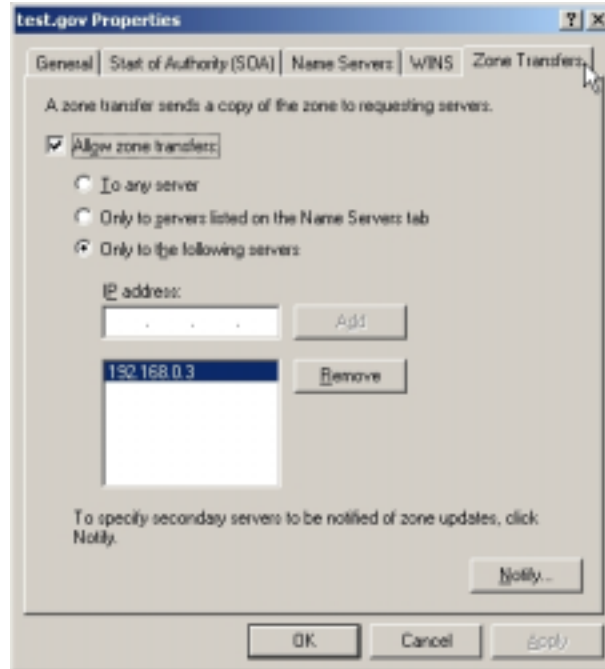 test.gov Properties
General Start of Authority (SOA) Name Servers WINS Zone Transfers
A zone transfer sends a copy of the zone to requesting servers.
Allow zone transfers:
To any server
Only to servers listed on the Name Servers tab
Only to the following servers
IP address:
Add
192.168.0.3
Remove
To specify secondary servers to be notified of zone updates, click
Notify.
Notify...
OK Cancel Apply